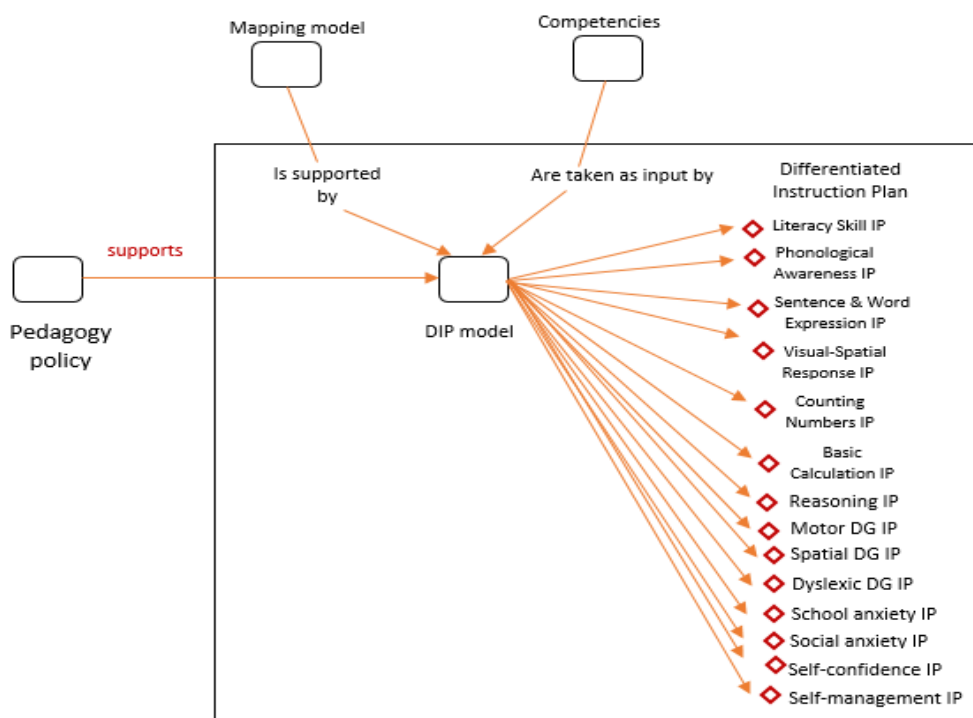 Mapping model
Competencies
Is supported
by
Are taken as input by
Differentiated
Instruction Plan
supports
Pedagogy
policy
DIP model
Literacy Skill IP
Phonological
Awareness IP
Sentence & Word
Expression IP
Visual-Spatial
Response IP
Counting
Numbers IP
Basic
Calculation IP
Reasoning IP
Motor DG IP
Spatial DG IP
Dyslexic DG IP
School anxiety IP
Social anxiety IP
Self-confidence IP
Self-management IP